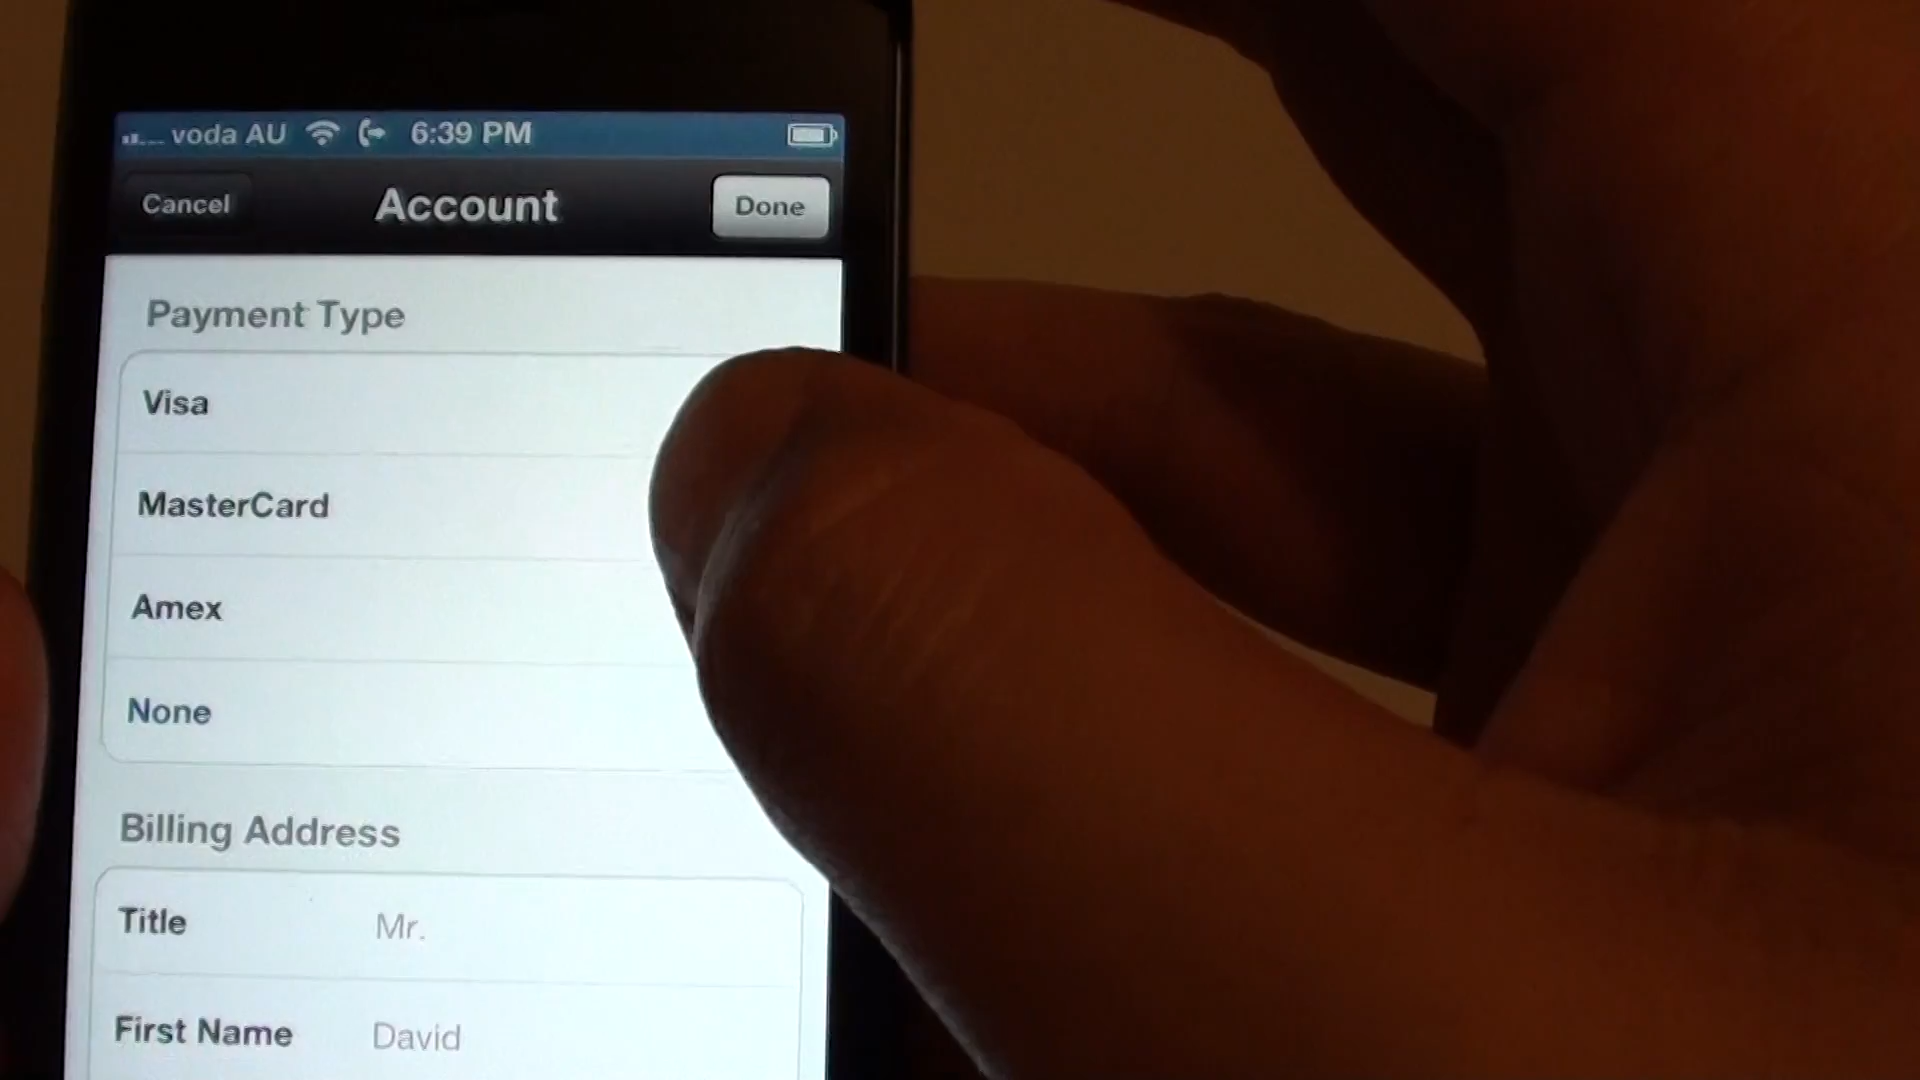 voda AU 6:39 PM
Cancel Account Done
Payment Type
Visa
MasterCard
Amex
None
Billing Address
Title Mr.
First Name David